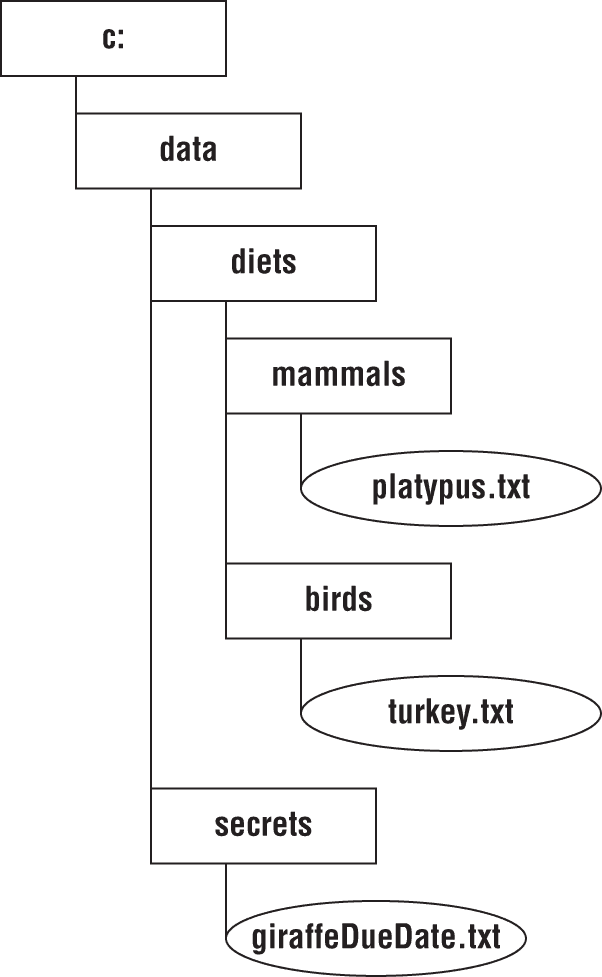 c:
data
diets
mammals
platypus.txt
birds
turkey.txt
secrets
giraffeDueDate.txt